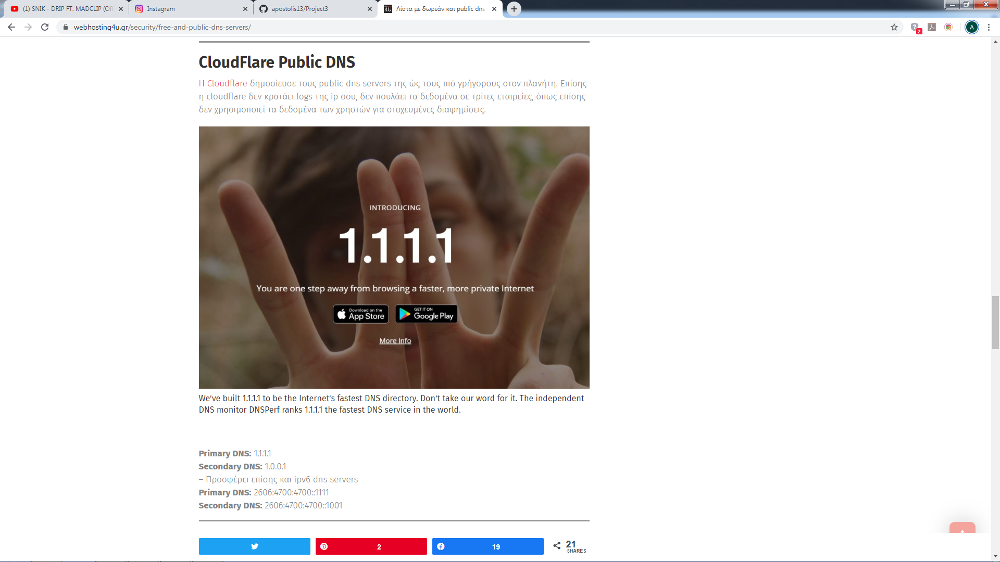 (1) SNIK - DRIP FT. MADCLIP (Off
Instagram
apostolis13/Project3
Λίστα με δωρεάν και public dns
webhosting4u.gr/security/free-and-public-dns-servers/
2
A
CloudFlare Public DNS
Η Cloudflare δημοσίευσε τους public dns servers της ώς τους πιό γρήγορους στον πλανήτη. Επίσης
η cloudflare δεν κρατάει logs της ip σου, δεν πουλάει τα δεδομένα σε τρίτες εταιρείες, όπως επίσης
δεν χρησιμοποιεί τα δεδομένα των χρηστών για στοχευμένες διαφημίσεις.
INTRODUCING
1.1.1.1
You are one step away from browsing a faster, more private Internet
Download on the
App Store
GET IT ON
Google Play
More Info
We've built 1.1.1.1 to be the Internet's fastest DNS directory. Don't take our word for it. The independent
DNS monitor DNSPerf ranks 1.1.1.1 the fastest DNS service in the world.
Primary DNS: 1.1.1.1
Secondary DNS: 1.0.0.1
– Προσφέρει επίσης και ipv6 dns servers
Primary DNS: 2606:4700:4700::1111
Secondary DNS: 2606:4700:4700::1001
2
19
21
SHARES